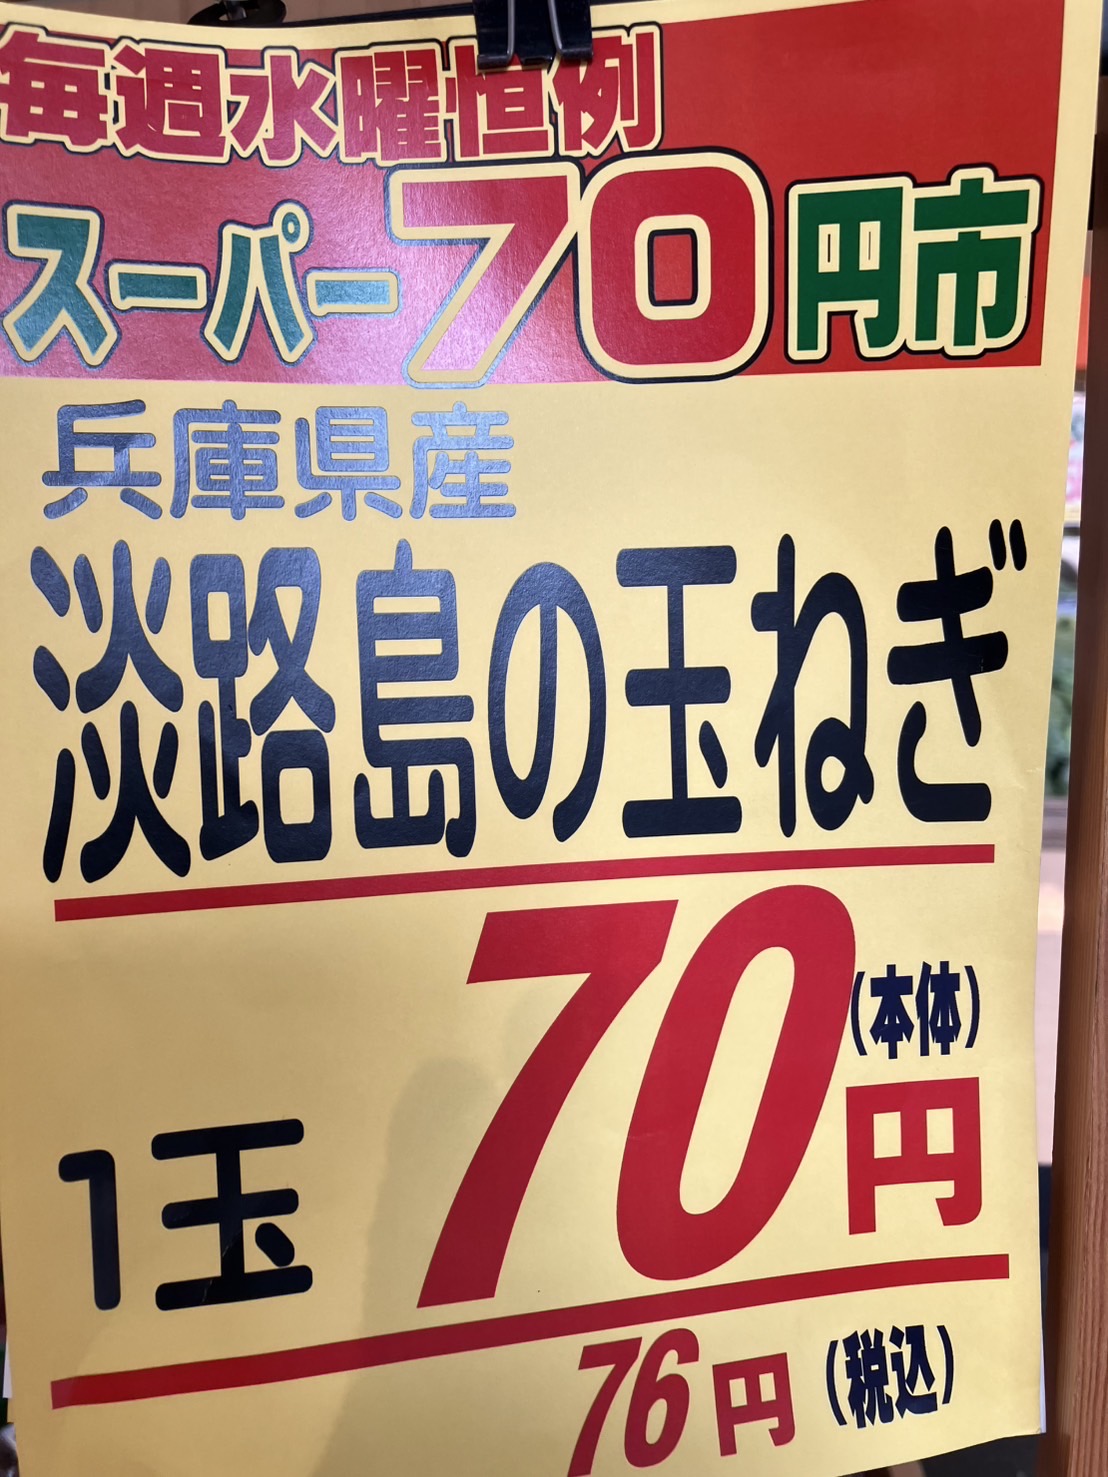 毎週水曜恒例
スーパー70円市
兵庫県産
淡路島の玉ねぎ
1玉 70円(本体)
76円(税込)